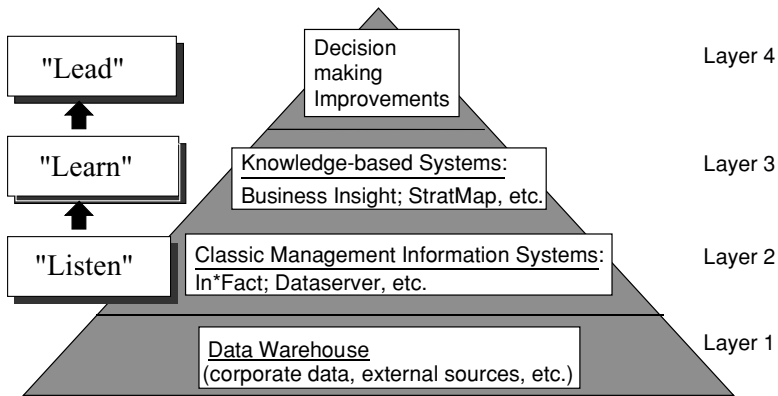 Decision
making
Improvements
"Lead"
Layer 4
"Learn"
Knowledge-based Systems:
Business Insight; StratMap, etc.
Layer 3
"Listen"
Classic Management Information Systems:
In*Fact; Dataserver, etc.
Layer 2
Data Warehouse
(corporate data, external sources, etc.)
Layer 1